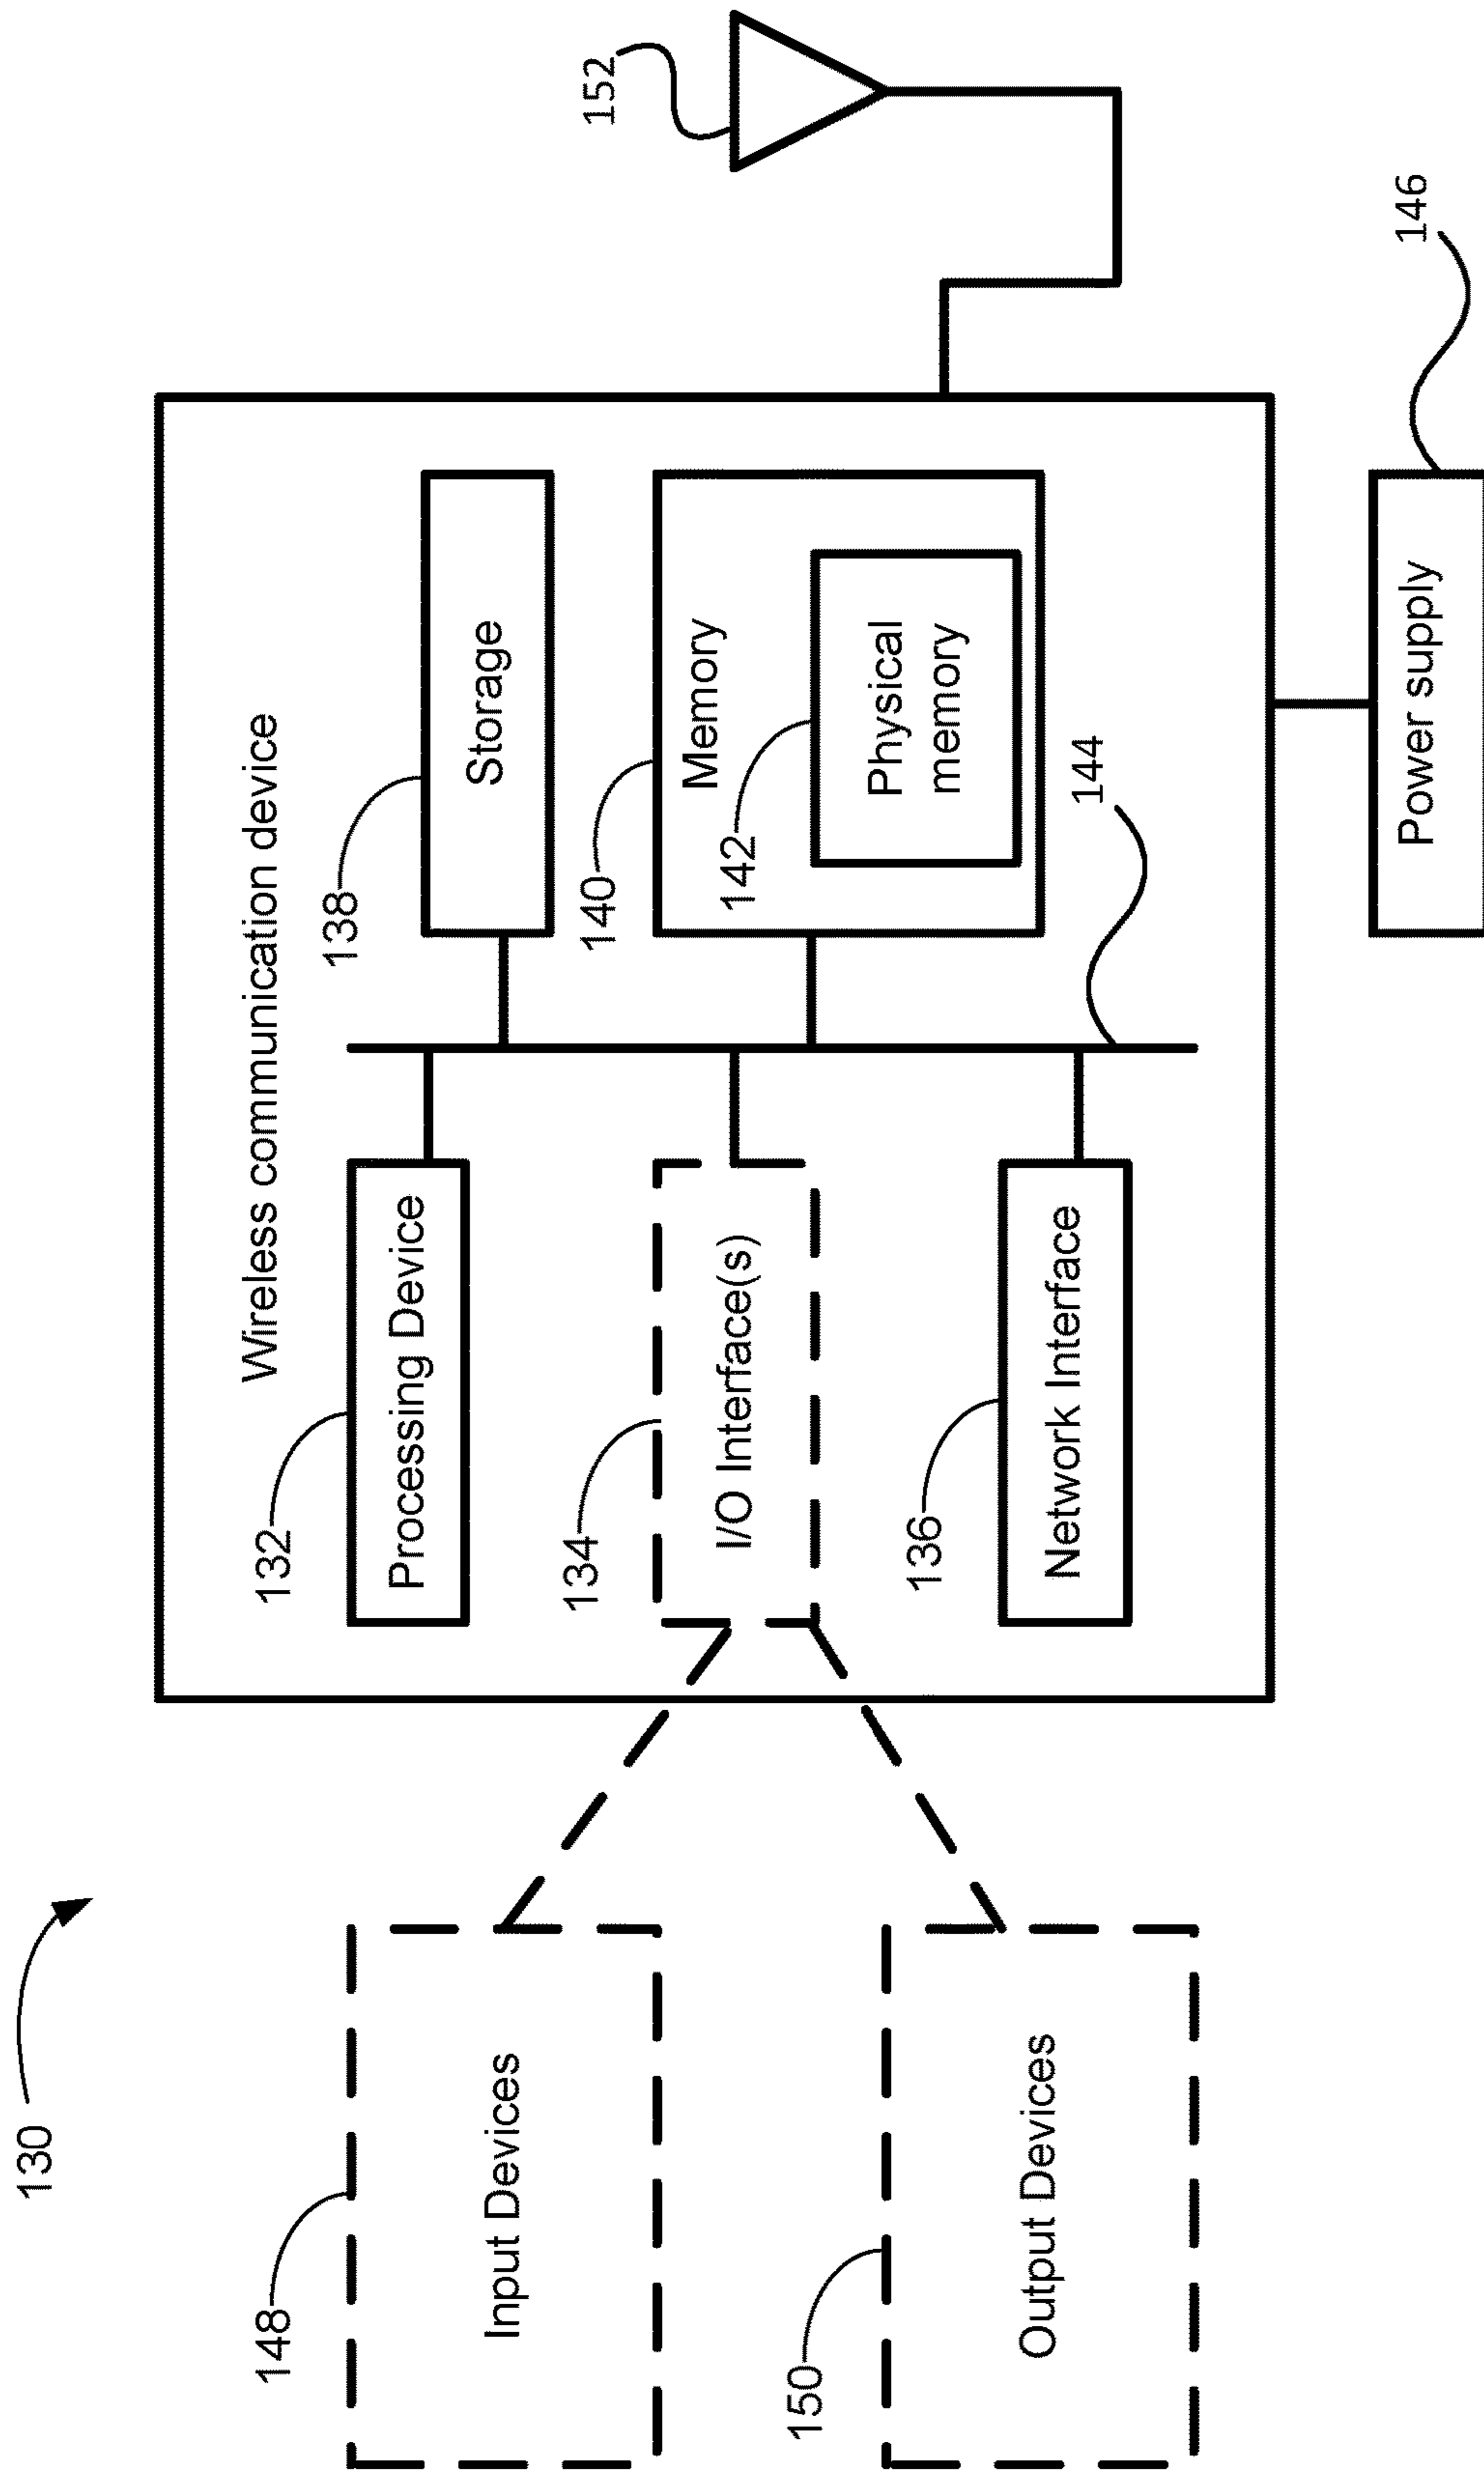 130
Wireless communication device
132
Processing Device
138
Storage
148
Input Devices
134
I/O Interface(s)
140
Memory
142
Physical
memory
152
150
Output Devices
136
Network Interface
144
146
Power supply